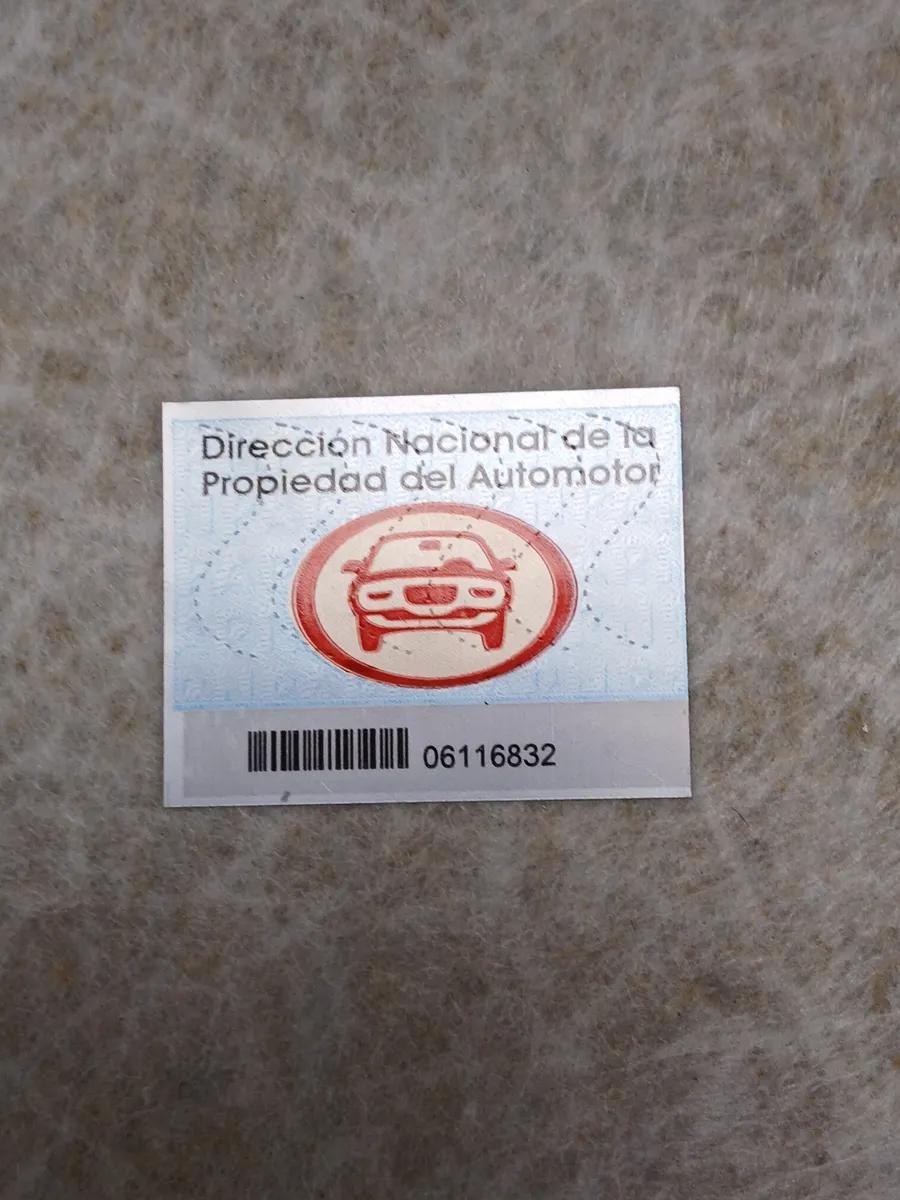 Dirección Nacional de la
Propiedad del Automotor
06116832